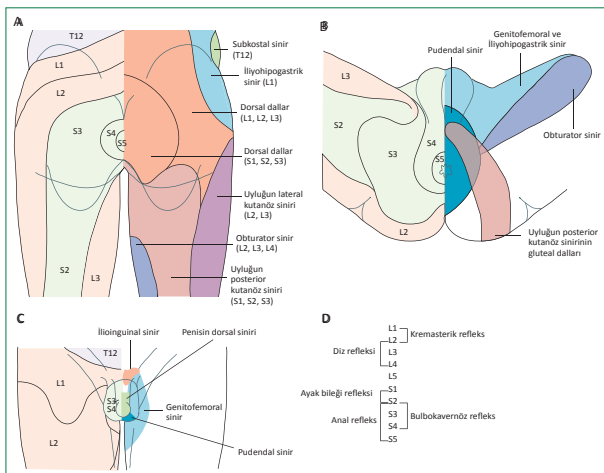 A
T12
L1
L2
S3
S4
S5
S2
L3
Subkostal sinir
(T12)
İliyohipogastrik
sinir (L1)
Dorsal dallar
(L1, L2, L3)
Dorsal dallar
(S1, S2, S3)
Uyluğun lateral
kutanöz siniri
(L2, L3)
Obturator sinir
(L2, L3, L4)
Uyluğun
posterior
kutanöz siniri
(S1, S2, S3)
B
Pudendal sinir
Genitofemoral ve
İliyohipogastrik sinir
L3
S2
S3
S4
S5
L2
Obturator sinir
Uyluğun posterior
kutanöz sinirinin
gluteal dalları
C
İlioinguinal sinir
Penisin dorsal siniri
T12
L1
S3
S4
L2
Genitofemoral
sinir
Pudendal sinir
D
L1
L2
L3
L4
L5
S1
S2
S3
S4
S5
Kremasterik refleks
Diz refleksi
Ayak bileği refleksi
Anal refleks
Bulbokavernöz refleks